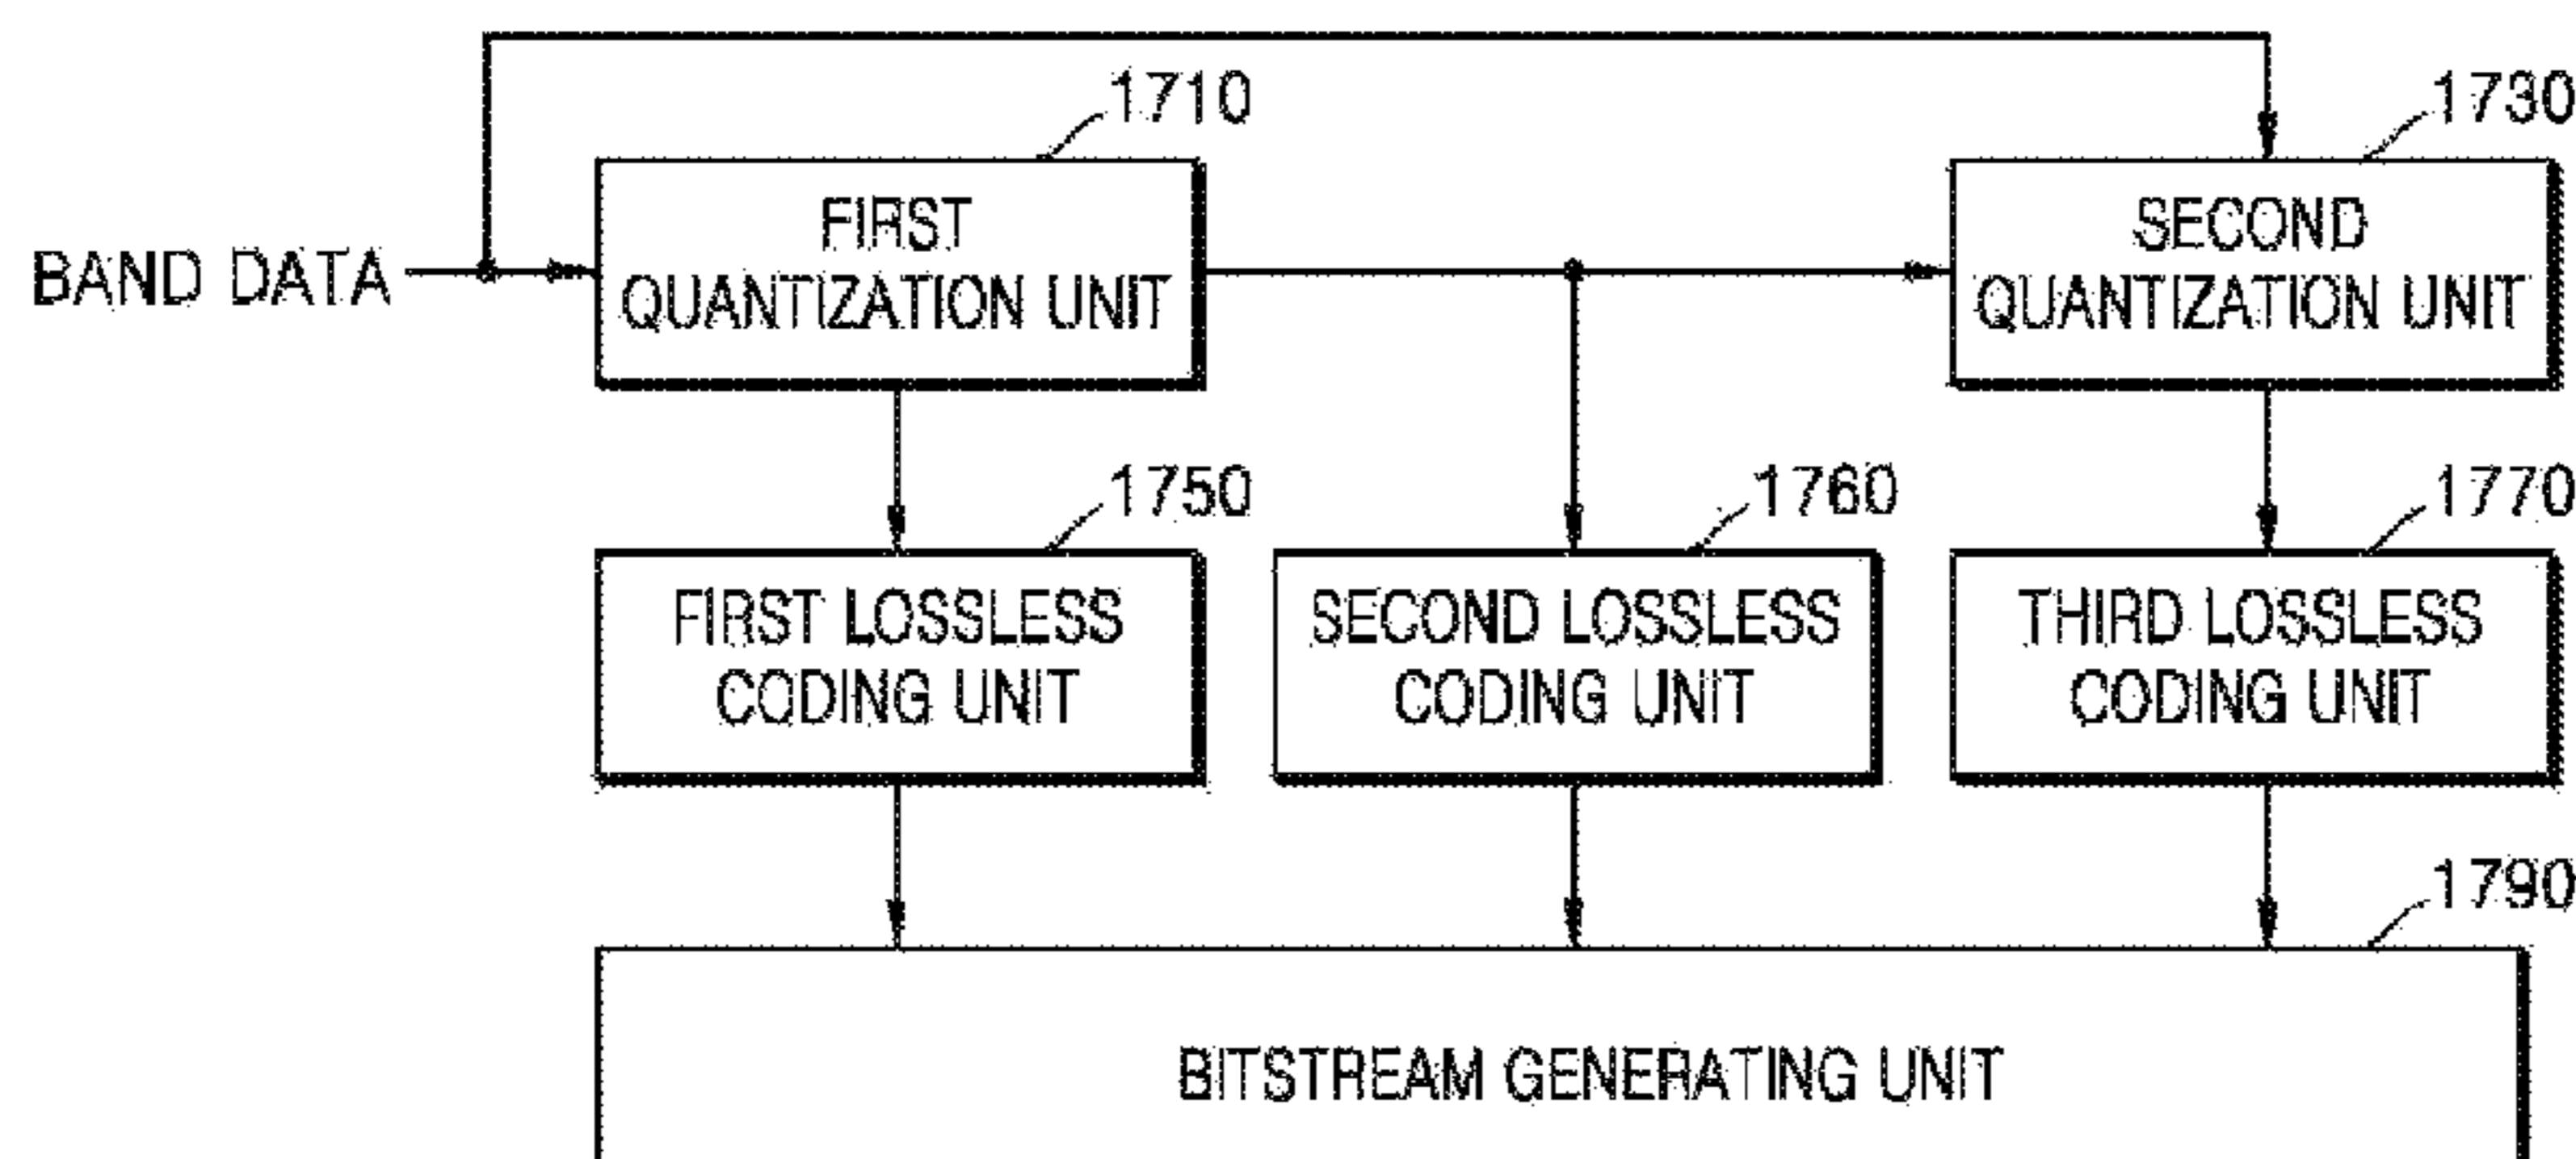 1710
1730
FIRST
QUANTIZATION UNIT
SECOND
QUANTIZATION UNIT
BAND DATA
1750
1760
1770
FIRST LOSSLESS
CODING UNIT
SECOND LOSSLESS
CODING UNIT
THIRD LOSSLESS
CODING UNIT
1790
BITSTREAM GENERATING UNIT